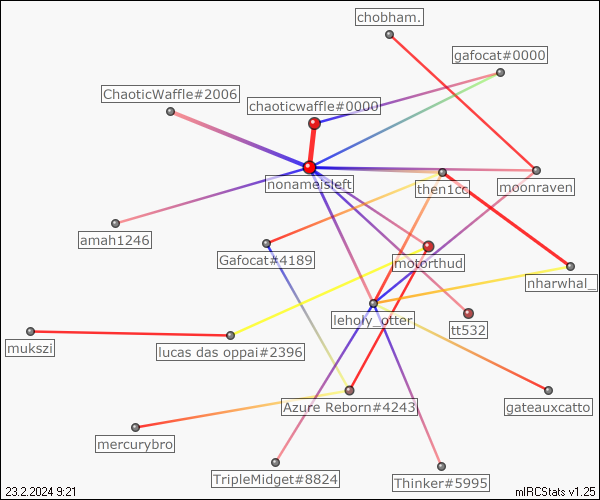 chobham.
gafocat#0000
ChaoticWaffle#2006
chaoticwaffle#0000
nonameisleft
then1cc
moonraven
amah1246
Gafocat#4189
motorthud
nharwhal_
leholy_otter
tt532
mukszi
lucas das oppai#2396
Azure Reborn#4243
gateauxcatto
mercurybro
TripleMidget#8824
Thinker#5995
23.2.2024 9:21
mIRCStats v1.25